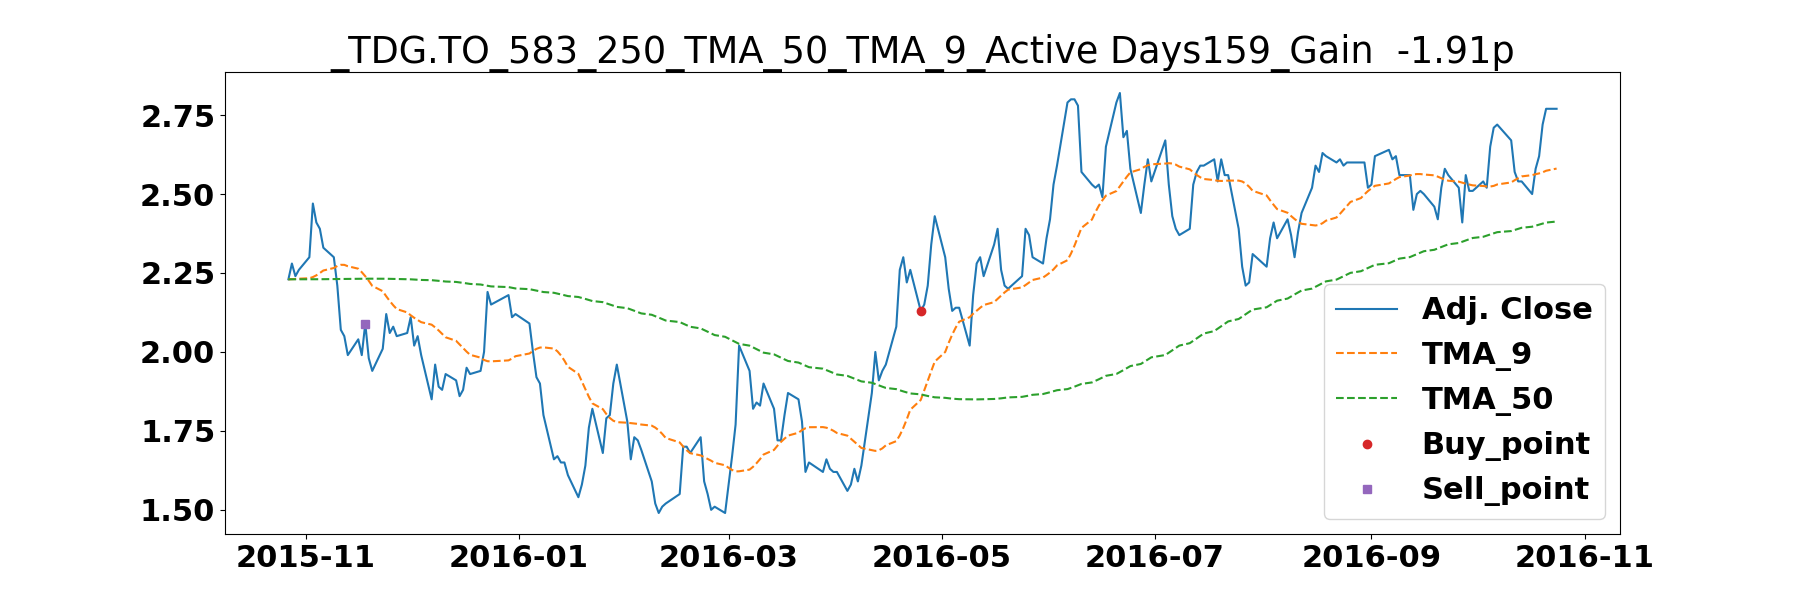 _TDG.TO_583_250_TMA_50_TMA_9_Active Days159_Gain  -1.91p
2.75
2.50
2.25
2.00
1.75
1.50
Adj. Close
TMA_9
TMA_50
Buy_point
Sell_point
2015-11 2016-01 2016-03 2016-05 2016-07 2016-09 2016-11